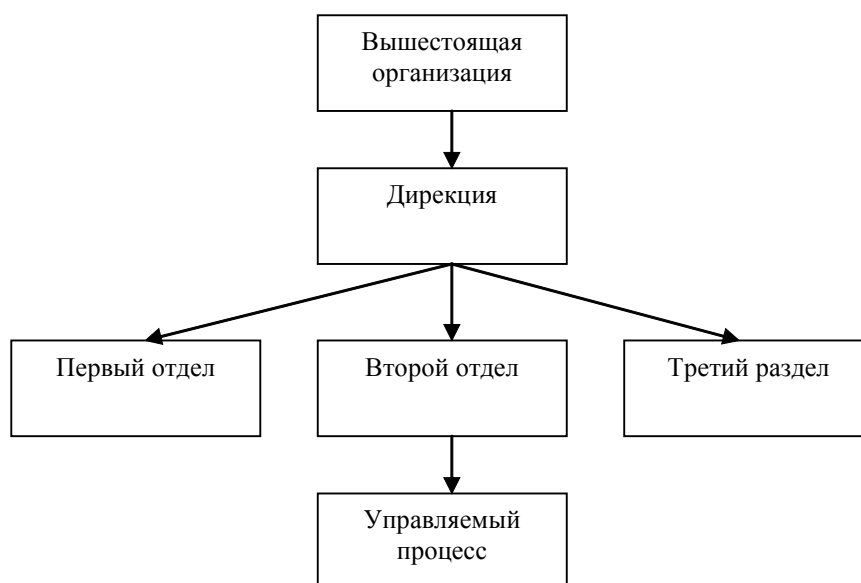 Вышестоящая
организация
Дирекция
Первый отдел
Второй отдел
Третий раздел
Управляемый
процесс